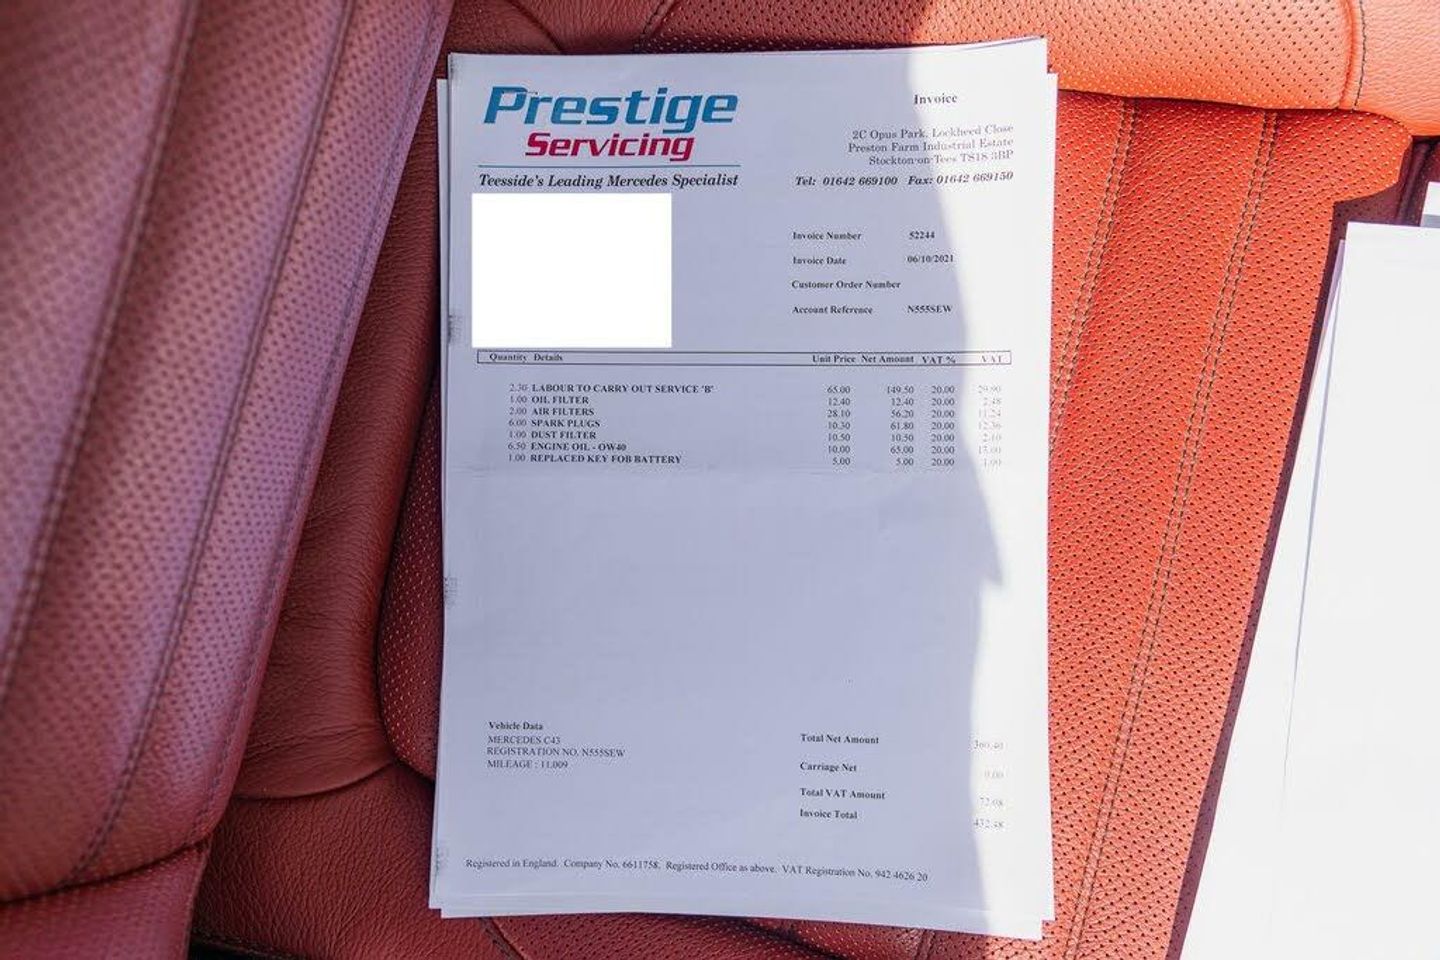 Prestige
Servicing
Teesside's Leading Mercedes Specialist
Invoice
2C Opus Park, Lockheed Close
Preston Farm Industrial Estate
Stockton-on-Tees TS18 3BP
Tel: 01642 669100 Fax: 01642 669150
Invoice Number 52244
Invoice Date 06/10/2021
Customer Order Number
Account Reference N555SEW
Quantity Details Unit Price Net Amount VAT % VAT
2.30 LABOUR TO CARRY OUT SERVICE 'B' 65.00 149.50 20.00 29.90
1.00 OIL FILTER 12.40 12.40 20.00 2.48
2.00 AIR FILTERS 28.10 56.20 20.00 11.24
6.00 SPARK PLUGS 10.30 61.80 20.00 12.36
1.00 DUST FILTER 10.50 10.50 20.00 2.10
6.50 ENGINE OIL - OW40 10.00 65.00 20.00 13.00
1.00 REPLACED KEY FOB BATTERY 5.00 5.00 20.00 1.00
Vehicle Data
MERCEDES C43
REGISTRATION NO. N555SEW
MILEAGE : 11,009
Total Net Amount 360.40
Carriage Net 0.00
Total VAT Amount 72.08
Invoice Total 432.48
Registered in England. Company No. 6611758. Registered Office as above. VAT Registration No. 942 4626 20